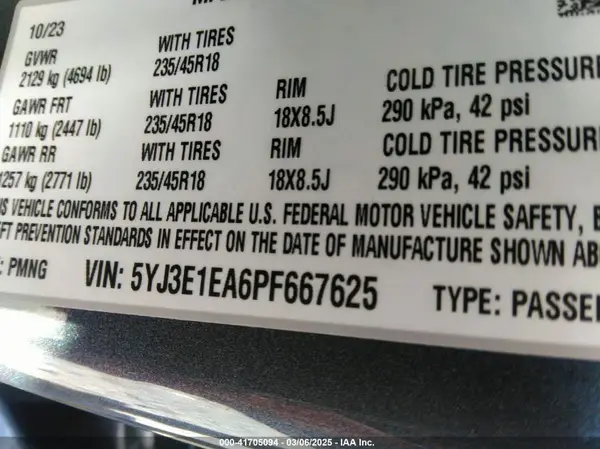 10/23
GVWR WITH TIRES
2129 kg (4694 lb) 235/45R18
GAWR FRT WITH TIRES RIM COLD TIRE PRESSURE
1110 kg (2447 lb) 235/45R18 18X8.5J 290 kPa, 42 psi
GAWR RR WITH TIRES RIM COLD TIRE PRESSURE
1257 kg (2771 lb) 235/45R18 18X8.5J 290 kPa, 42 psi
VEHICLE CONFORMS TO ALL APPLICABLE U.S. FEDERAL MOTOR VEHICLE SAFETY,
PREVENTION STANDARDS IN EFFECT ON THE DATE OF MANUFACTURE SHOWN
: PMNG VIN: 5YJ3E1EA6PF667625 TYPE: PASSE
000-41705094 — 03/06/2025 — IAA Inc.